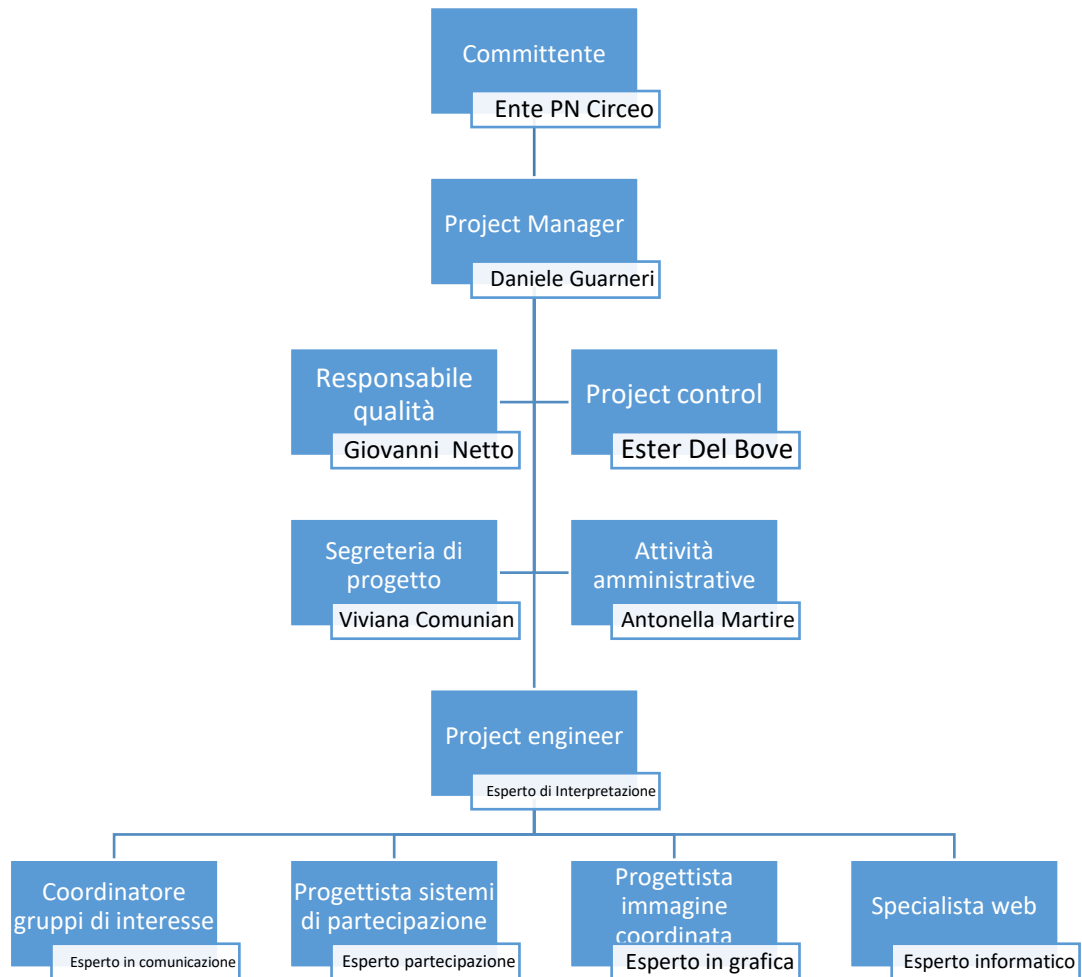 Committente
Ente PN Circeo
Project Manager
Daniele Guarneri
Responsabile
qualità
Giovanni Netto
Project control
Ester Del Bove
Segreteria di
progetto
Viviana Comunian
Attività
amministrative
Antonella Martire
Project engineer
Esperto di Interpretazione
Coordinatore
gruppi di interesse
Esperto in comunicazione
Progettista sistemi
di partecipazione
Esperto partecipazione
Progettista
immagine
coordinata
Esperto in grafica
Specialista web
Esperto informatico